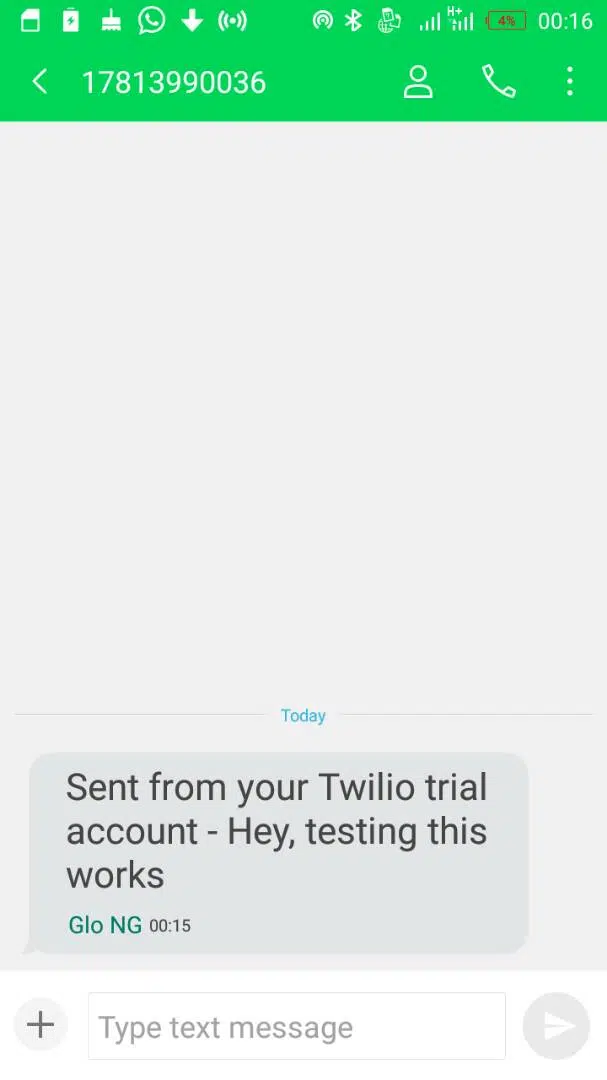 H+
4%
00:16
17813990036
Today
Sent from your Twilio trial
account - Hey, testing this
works
Glo NG 00:15
Type text message